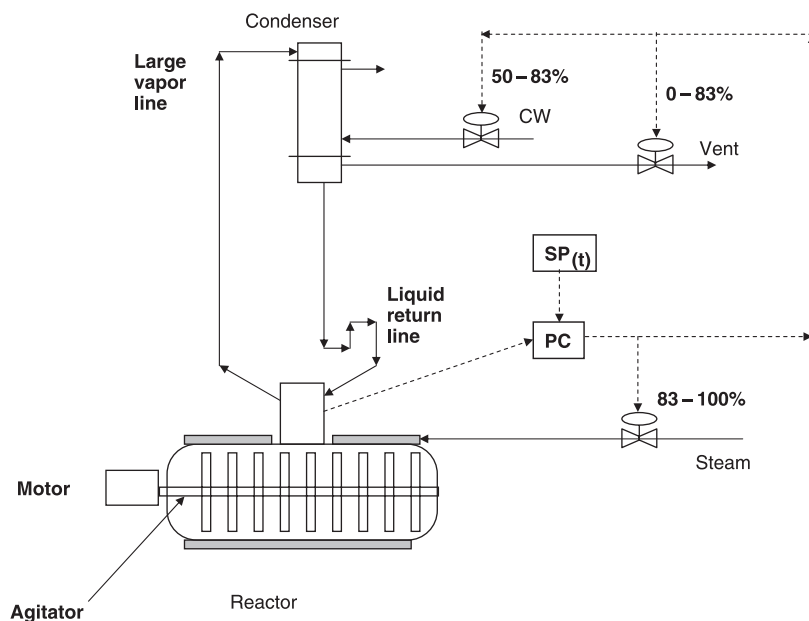 Condenser
Large
vapor
line
50–83%
0–83%
CW
Vent
SP(t)
Liquid
return
line
PC
83–100%
Steam
Motor
Agitator
Reactor